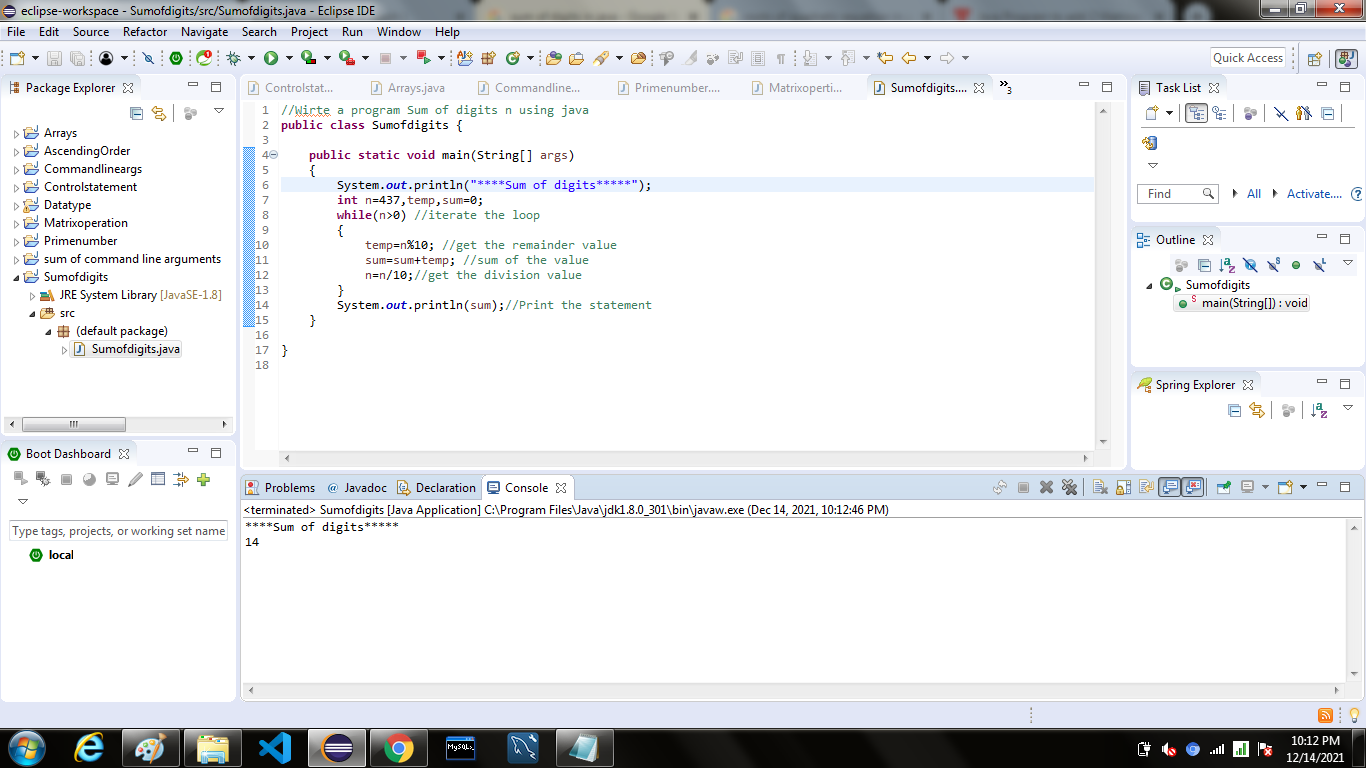 eclipse-workspace - Sumofdigits/src/Sumofdigits.java - Eclipse IDE
File Edit Source Refactor Navigate Search Project Run Window Help
Quick Access
Package Explorer
Arrays
AscendingOrder
Commandlineargs
Controlstatement
Datatype
Matrixoperation
Primenumber
sum of command line arguments
Sumofdigits
JRE System Library [JavaSE-1.8]
src
(default package)
Sumofdigits.java
Boot Dashboard
Type tags, projects, or working set name
local
Controlstat... Arrays.java Commandline... Primenumber.... Matrixoperti... Sumofdigits.... »3
1 //Wirte a program Sum of digits n using java
2 public class Sumofdigits {
3
4 public static void main(String[] args)
5 {
6 System.out.println("****Sum of digits*****");
7 int n=437,temp,sum=0;
8 while(n>0) //iterate the loop
9 {
10 temp=n%10; //get the remainder value
11 sum=sum+temp; //sum of the value
12 n=n/10;//get the division value
13 }
14 System.out.println(sum);//Print the statement
15 }
16
17 }
18
Task List
Find All Activate....
Outline
Sumofdigits
main(String[]) : void
Spring Explorer
Problems @ Javadoc Declaration Console
<terminated> Sumofdigits [Java Application] C:\Program Files\Java\jdk1.8.0_301\bin\javaw.exe (Dec 14, 2021, 10:12:46 PM)
****Sum of digits*****
14
MySQL
10:12 PM
12/14/2021